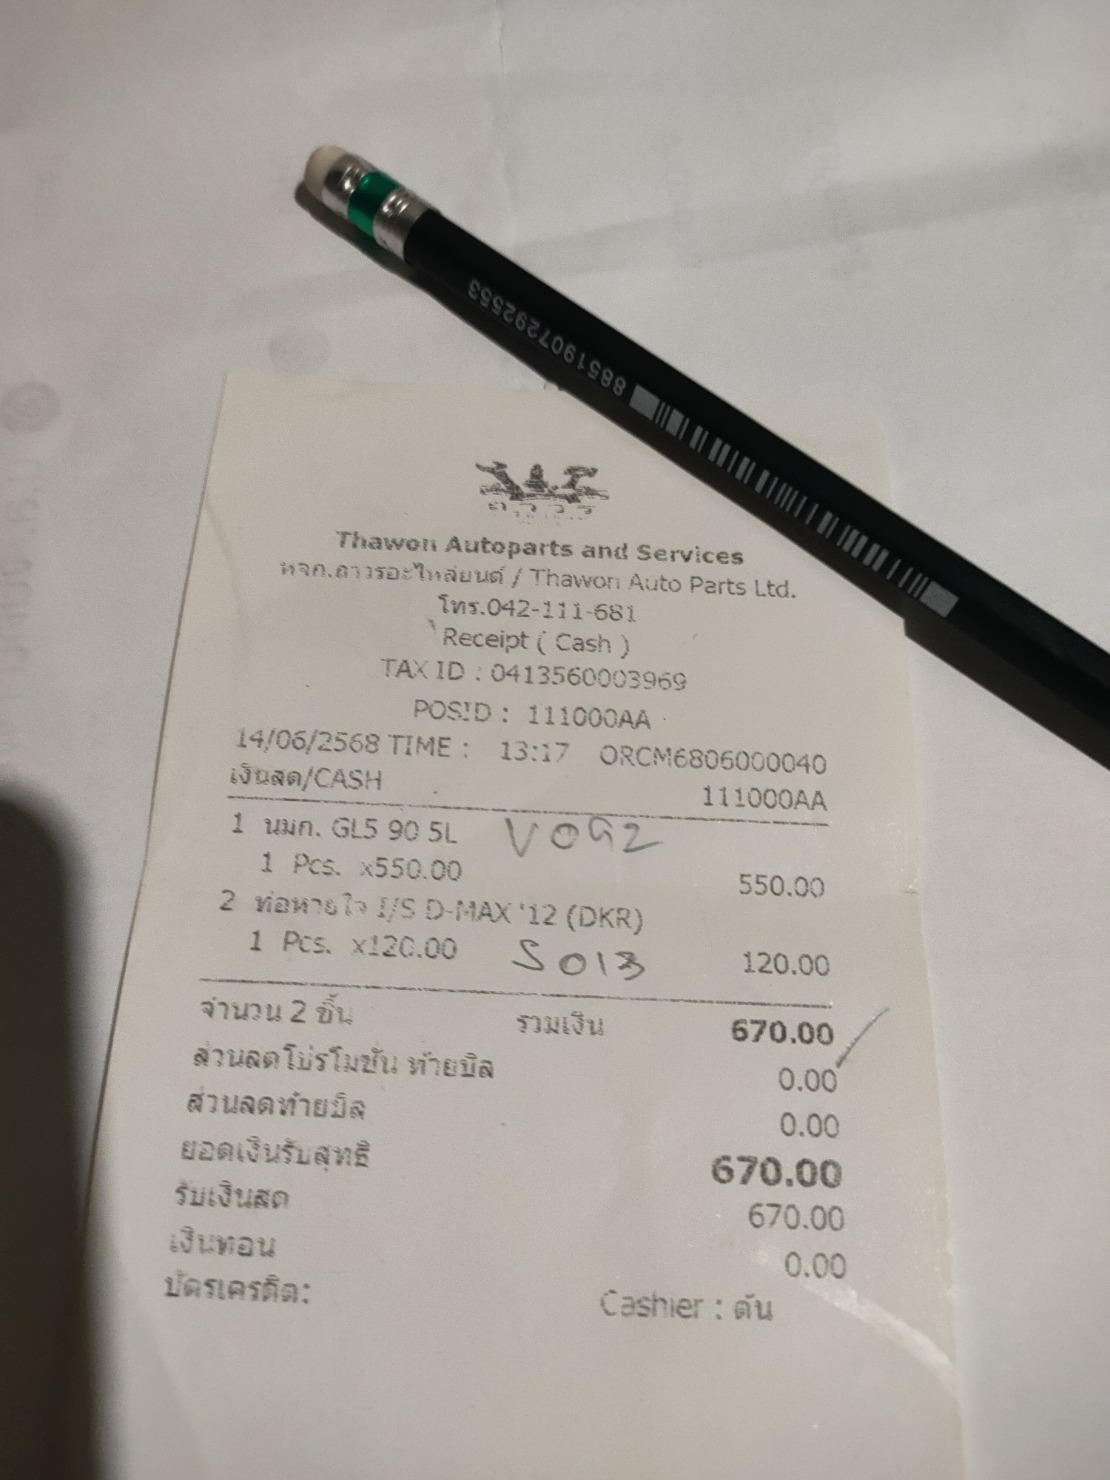 8851907292553
Thawon Autoparts and Services
หจก.ถาวรอะไหล่ยนต์ / Thawon Auto Parts Ltd.
โทร.042-111-681
Receipt ( Cash )
TAX ID : 0413560003969
POSID : 111000AA
14/06/2568 TIME : 13:17 ORCM6806000040
เงินสด/CASH 111000AA
1 นมก. GL5 90 5L V092
1 Pcs. x550.00 550.00
2 ท่อหายใจ I/S D-MAX '12 (DKR)
1 Pcs. x120.00 S013 120.00
จำนวน 2 ชิ้น รวมเงิน 670.00
ส่วนลดโปรโมชั่น ท้ายบิล 0.00
ส่วนลดท้ายบิล 0.00
ยอดเงินรับสุทธิ 670.00
รับเงินสด 670.00
เงินทอน 0.00
บัตรเครดิต:
Cashier : ต้น